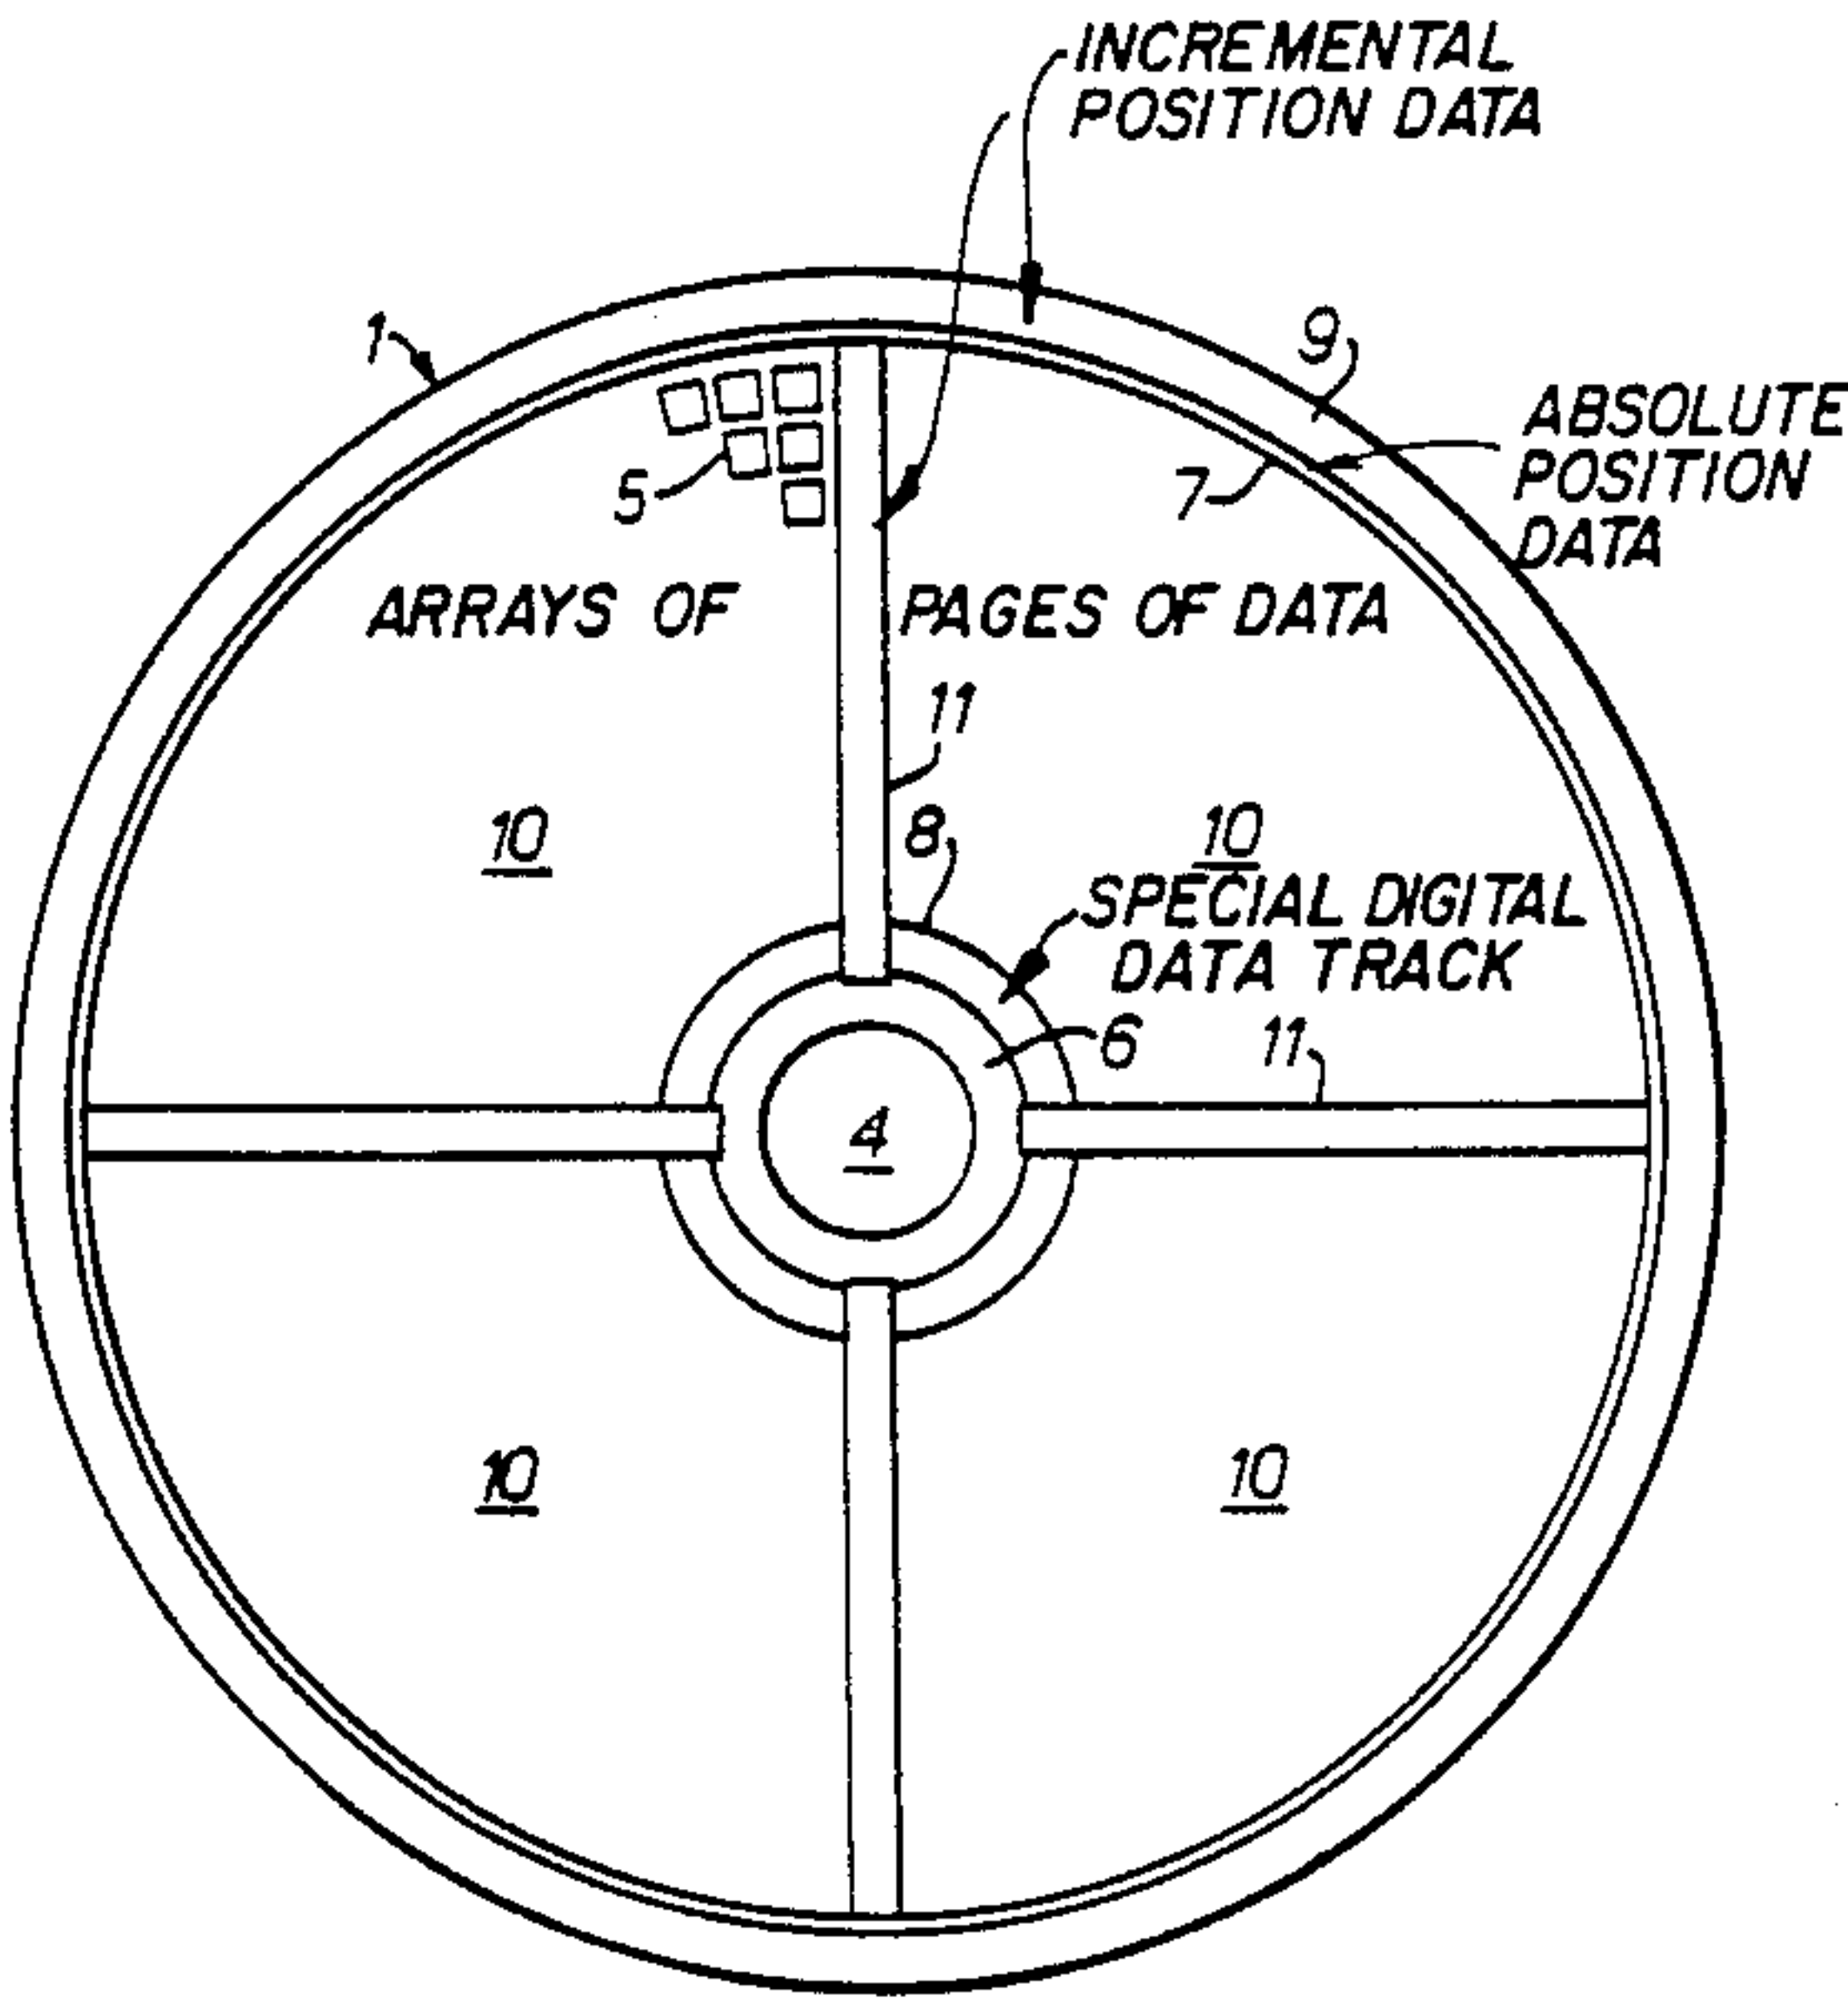 INCREMENTAL
POSITION DATA
1
9
ABSOLUTE
POSITION
DATA
5
7
ARRAYS OF PAGES OF DATA
11
10
8
10
SPECIAL DIGITAL
DATA TRACK
6
11
4
10
10